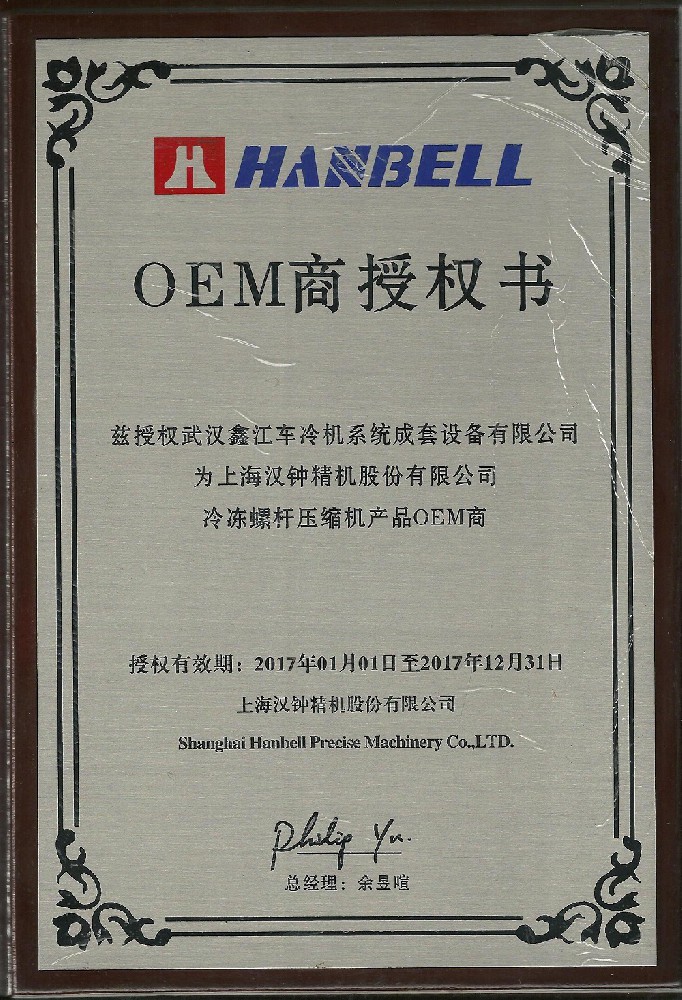 HANBELL
OEM商授权书
兹授权武汉鑫江车冷机系统成套设备有限公司
为上海汉钟精机股份有限公司
冷冻螺杆压缩机产品OEM商
授权有效期：2017年01月01日至2017年12月31日
上海汉钟精机股份有限公司
Shanghai Hanbell Precise Machinery Co.,LTD.
Philip Yu.
总经理：余昱暄